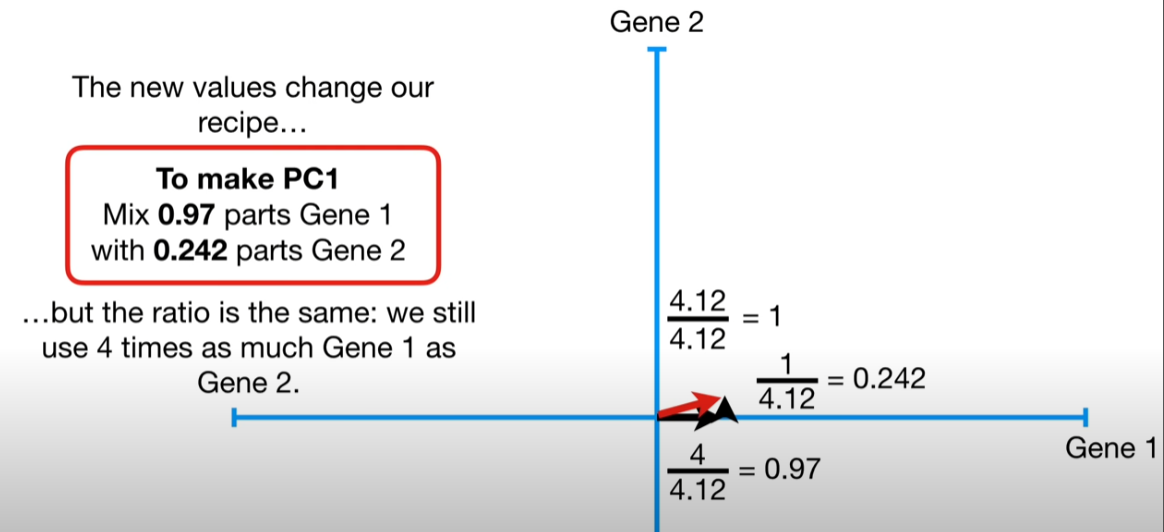 Gene 2
The new values change our
recipe…
To make PC1
Mix 0.97 parts Gene 1
with 0.242 parts Gene 2
…but the ratio is the same: we still
use 4 times as much Gene 1 as
Gene 2.
4.12
4.12
= 1
1
4.12
= 0.242
Gene 1
4
4.12
= 0.97